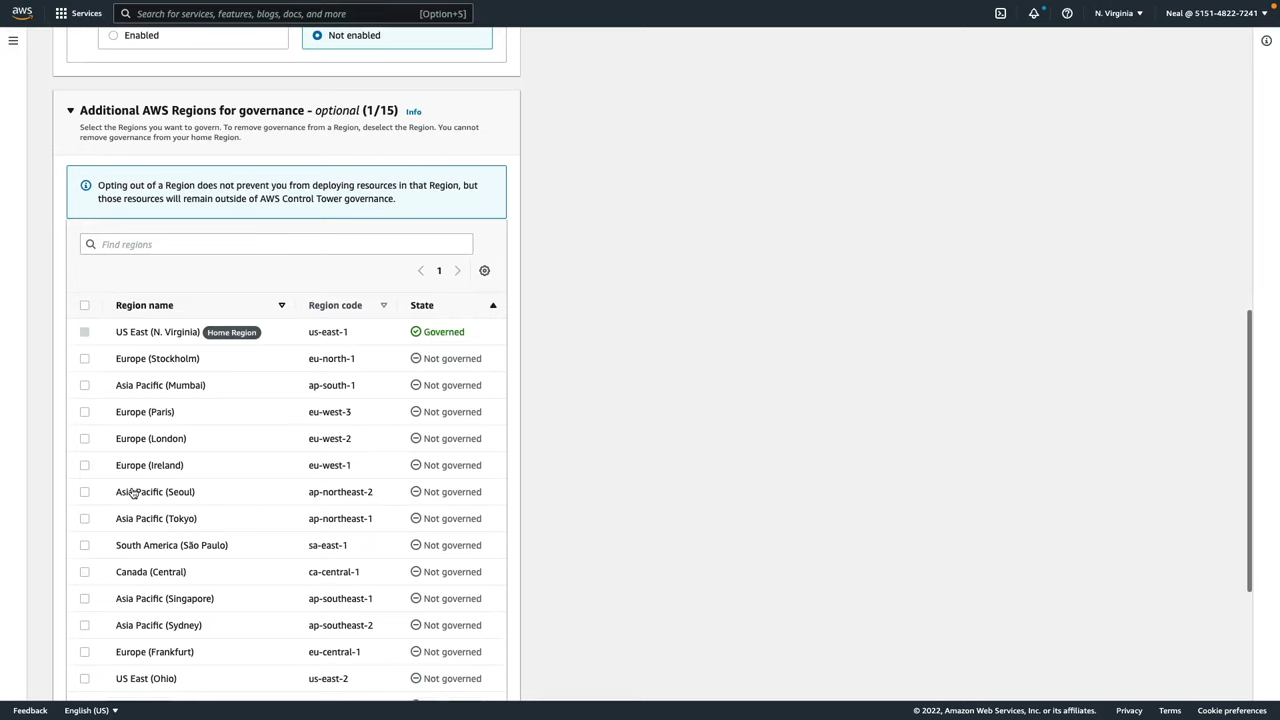 aws
Services
Search for services, features, blogs, docs, and more
[Option+S]
N. Virginia
Neal @ 5151-4822-7241
Enabled
Not enabled
Additional AWS Regions for governance - optional (1/15)
Info
Select the Regions you want to govern. To remove governance from a Region, deselect the Region. You cannot
remove governance from your home Region.
Opting out of a Region does not prevent you from deploying resources in that Region, but
those resources will remain outside of AWS Control Tower governance.
Find regions
1
Region name Region code State
US East (N. Virginia) Home Region us-east-1 Governed
Europe (Stockholm) eu-north-1 Not governed
Asia Pacific (Mumbai) ap-south-1 Not governed
Europe (Paris) eu-west-3 Not governed
Europe (London) eu-west-2 Not governed
Europe (Ireland) eu-west-1 Not governed
Asia Pacific (Seoul) ap-northeast-2 Not governed
Asia Pacific (Tokyo) ap-northeast-1 Not governed
South America (São Paulo) sa-east-1 Not governed
Canada (Central) ca-central-1 Not governed
Asia Pacific (Singapore) ap-southeast-1 Not governed
Asia Pacific (Sydney) ap-southeast-2 Not governed
Europe (Frankfurt) eu-central-1 Not governed
US East (Ohio) us-east-2 Not governed
Feedback
English (US)
© 2022, Amazon Web Services, Inc. or its affiliates.
Privacy
Terms
Cookie preferences